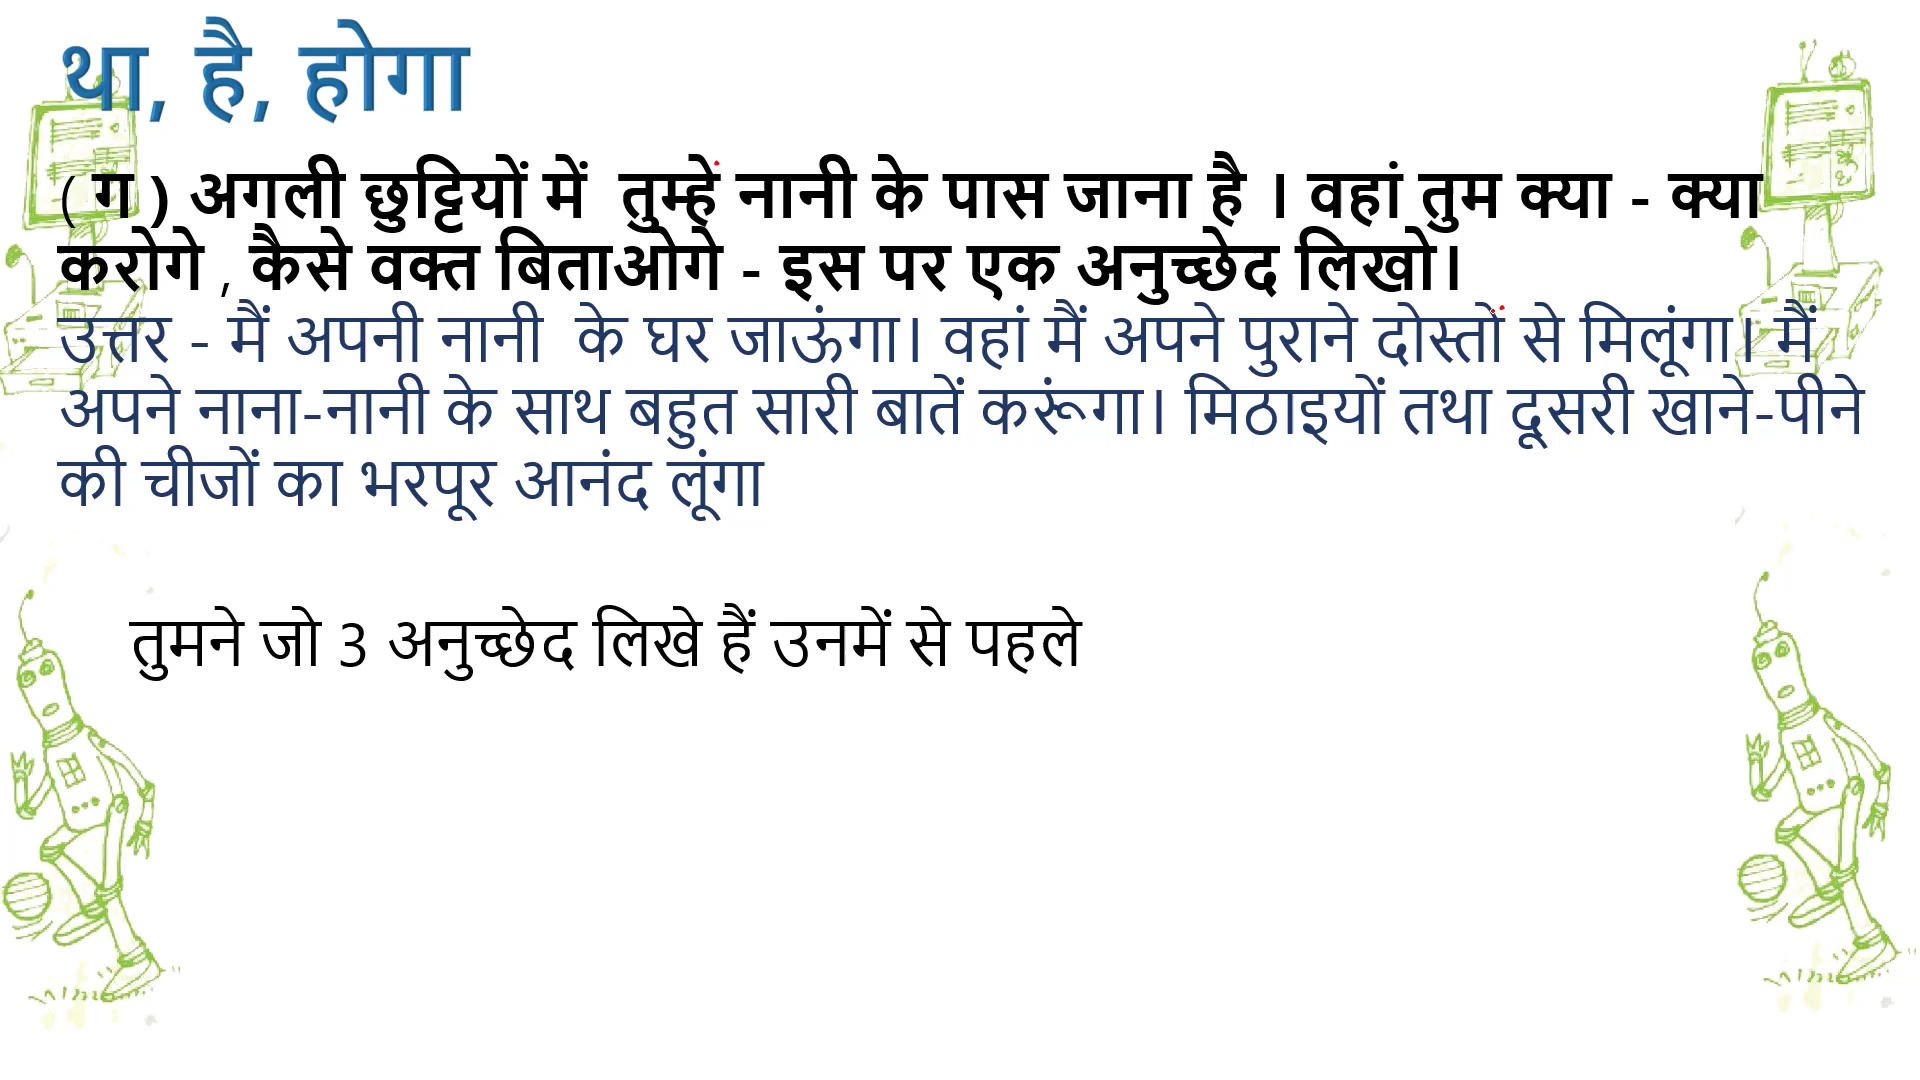 था, है, होगा
( ग ) अगली छुट्टियों में तुम्हें नानी के पास जाना है । वहां तुम क्या - क्या
करोगे , कैसे वक्त बिताओगे - इस पर एक अनुच्छेद लिखो।
उत्तर - मैं अपनी नानी के घर जाऊंगा। वहां मैं अपने पुराने दोस्तों से मिलूंगा। मैं
अपने नाना-नानी के साथ बहुत सारी बातें करूंगा। मिठाइयों तथा दूसरी खाने-पीने
की चीजों का भरपूर आनंद लूंगा
तुमने जो 3 अनुच्छेद लिखे हैं उनमें से पहले